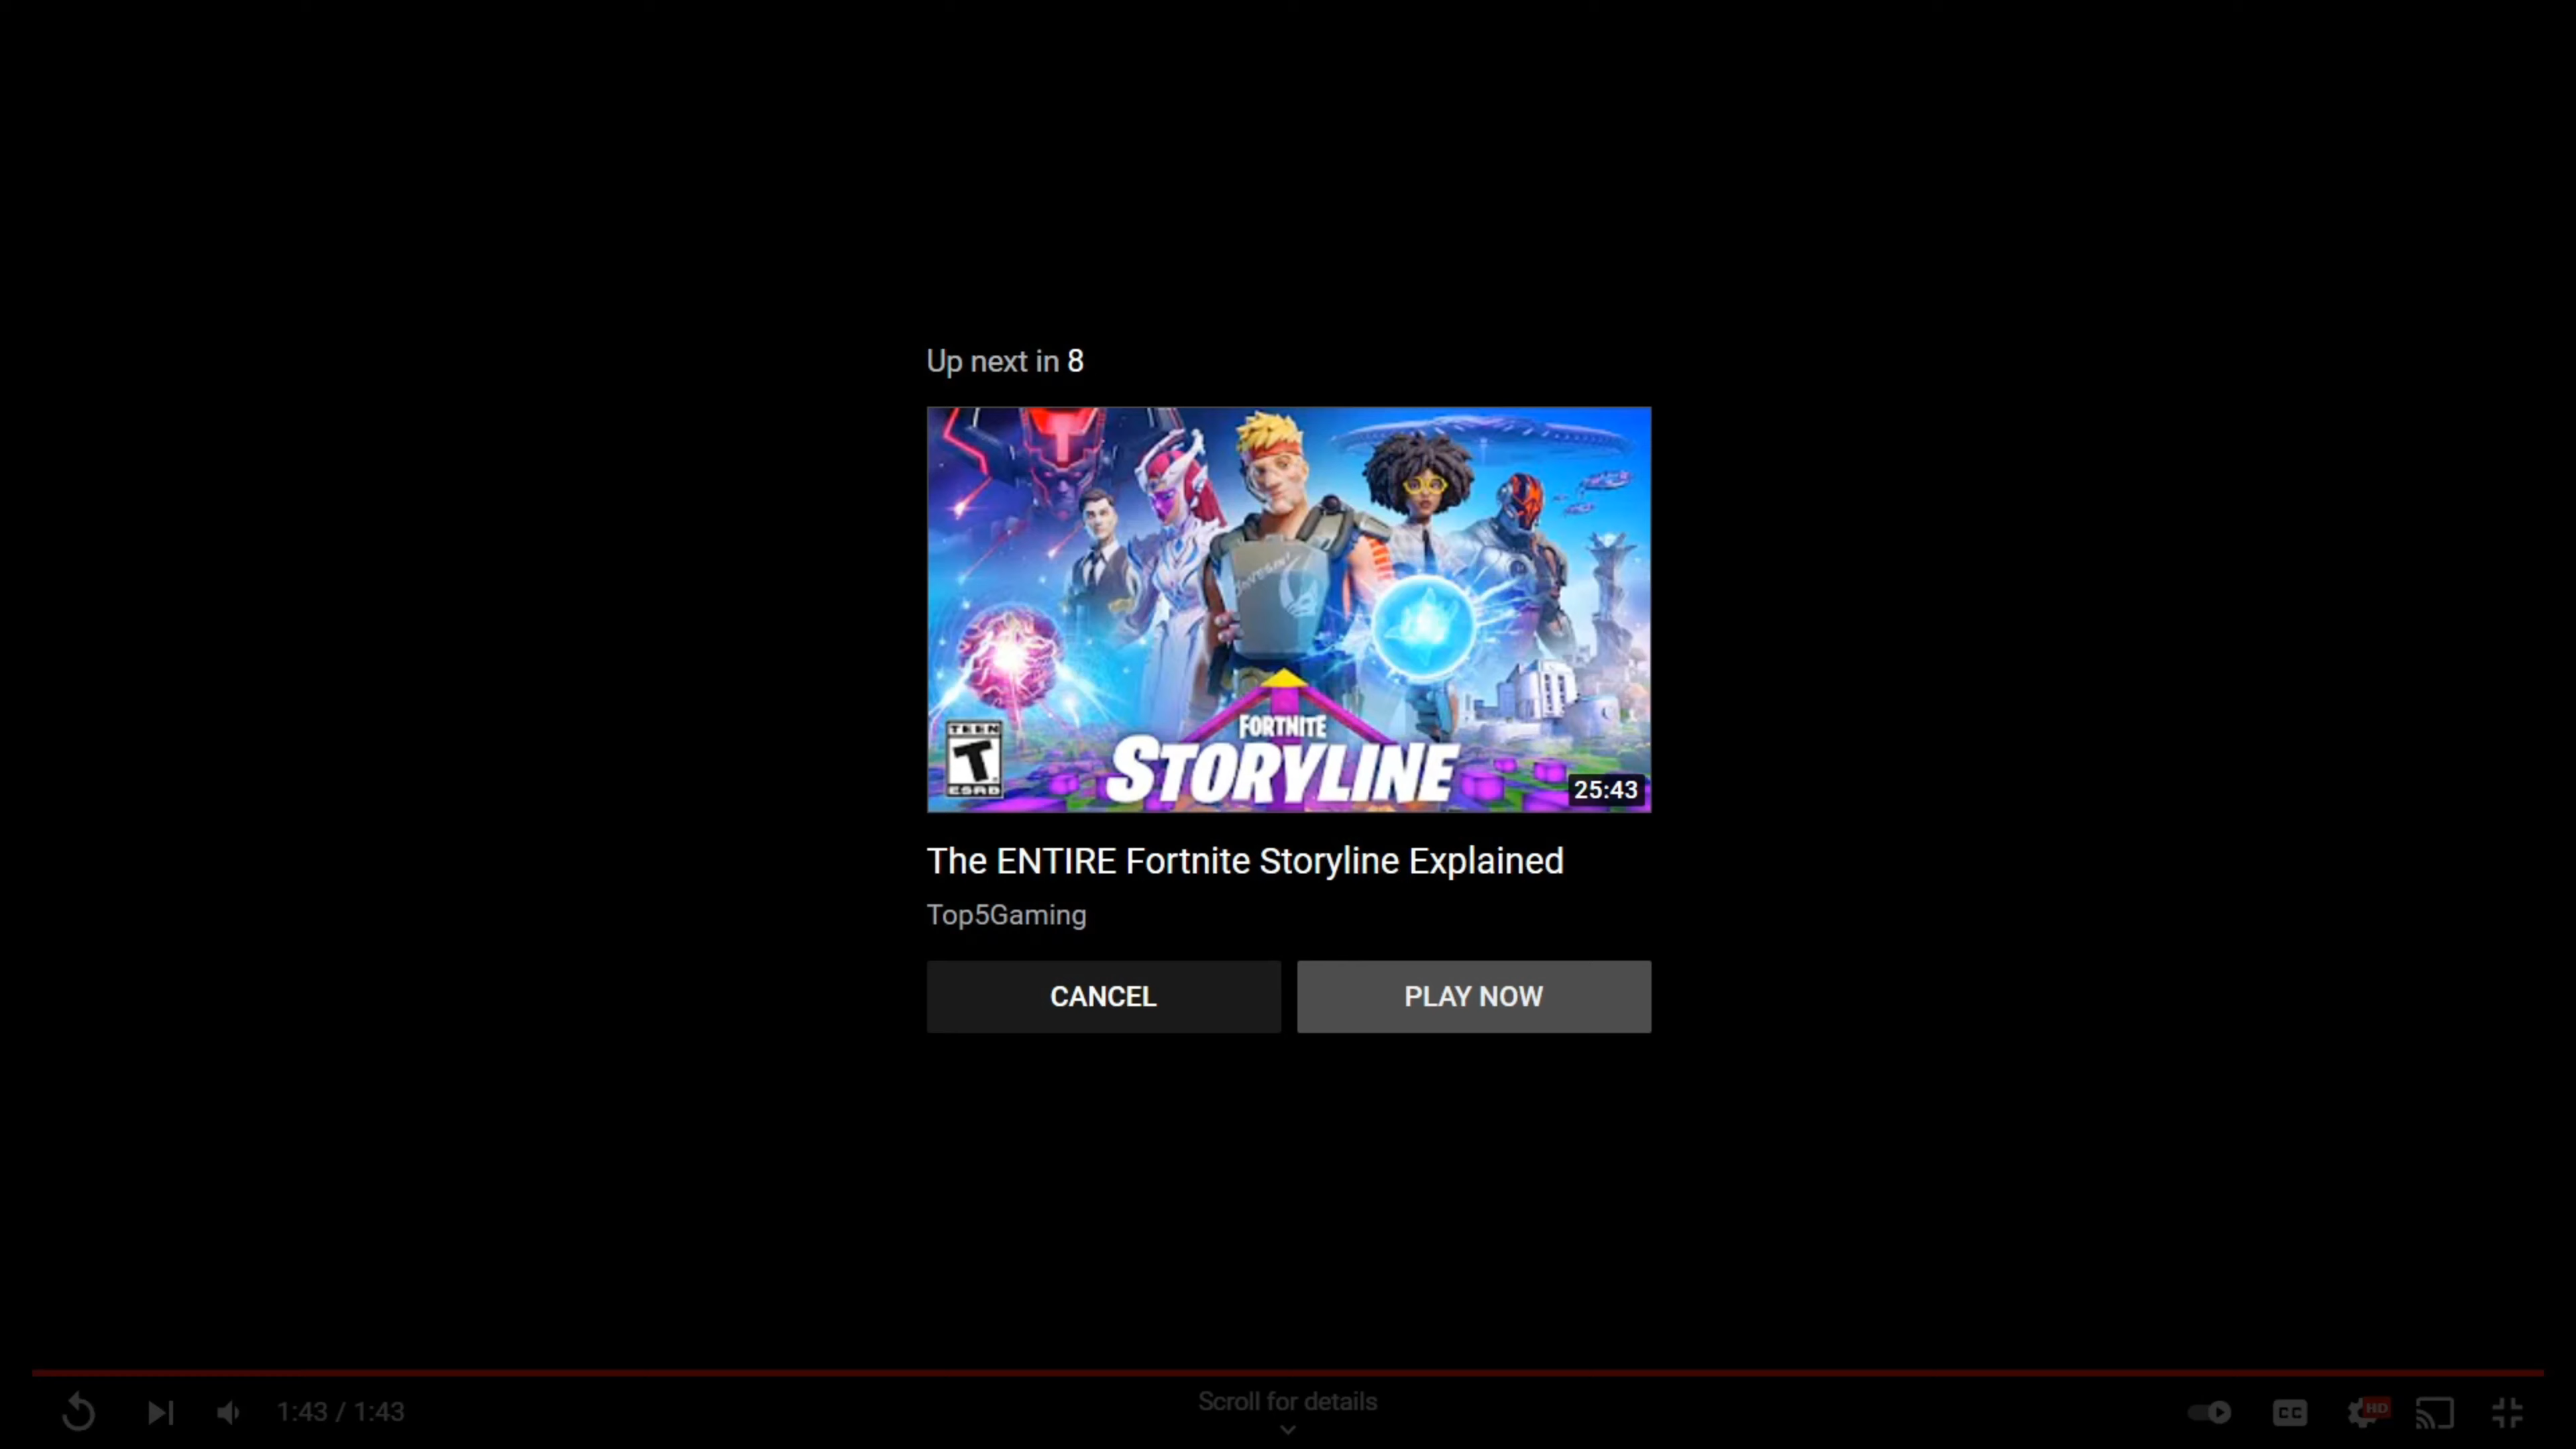 Up next in 8
TEEN
T
ESRB
FORTNITE
STORYLINE
25:43
The ENTIRE Fortnite Storyline Explained
Top5Gaming
CANCEL
PLAY NOW
1:43 / 1:43
Scroll for details
CC
HD